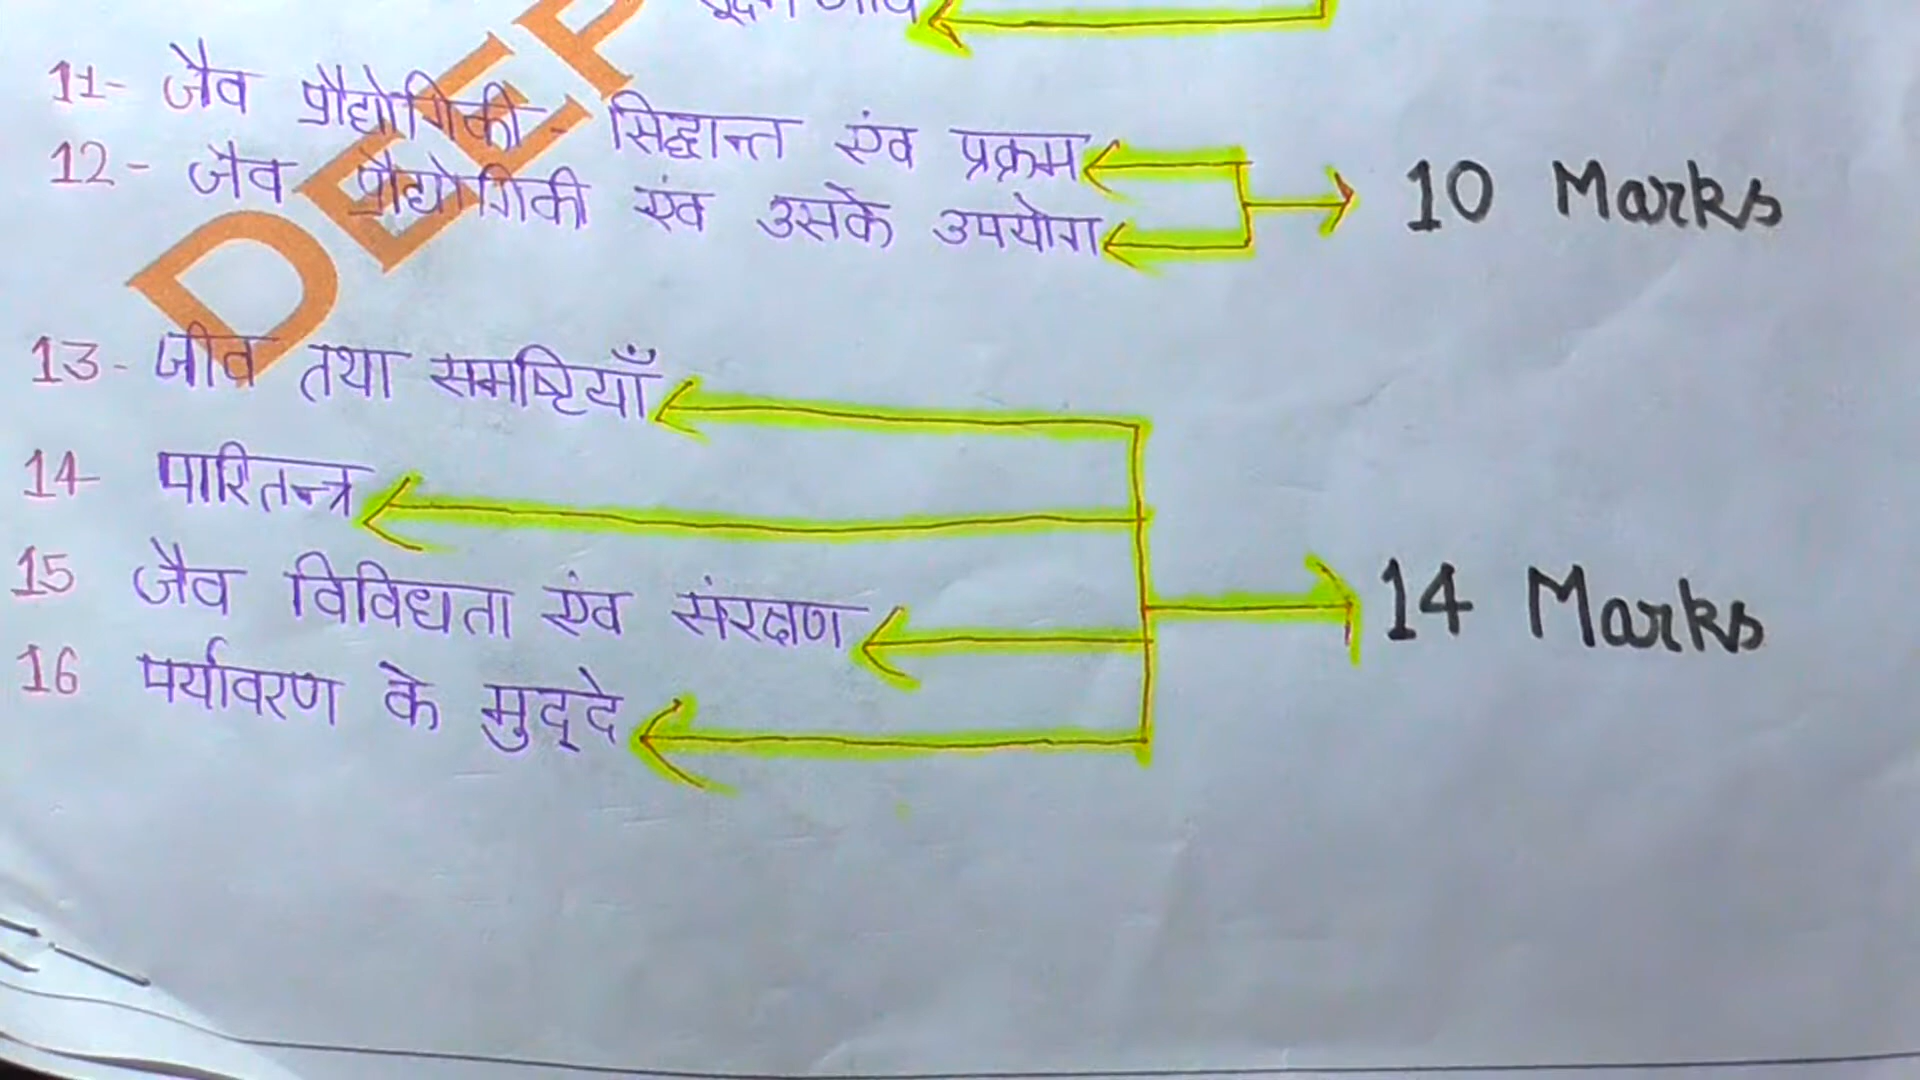 11- जैव प्रौद्योगिकी - सिद्धान्त एंव प्रक्रम
12- जैव प्रौद्योगिकी एंव उसके उपयोग
10 Marks
13- जीव तथा समष्टियाँ
14- पारितन्त्र
15 जैव विविधता एंव संरक्षण
16 पर्यावरण के मुद्दे
14 Marks